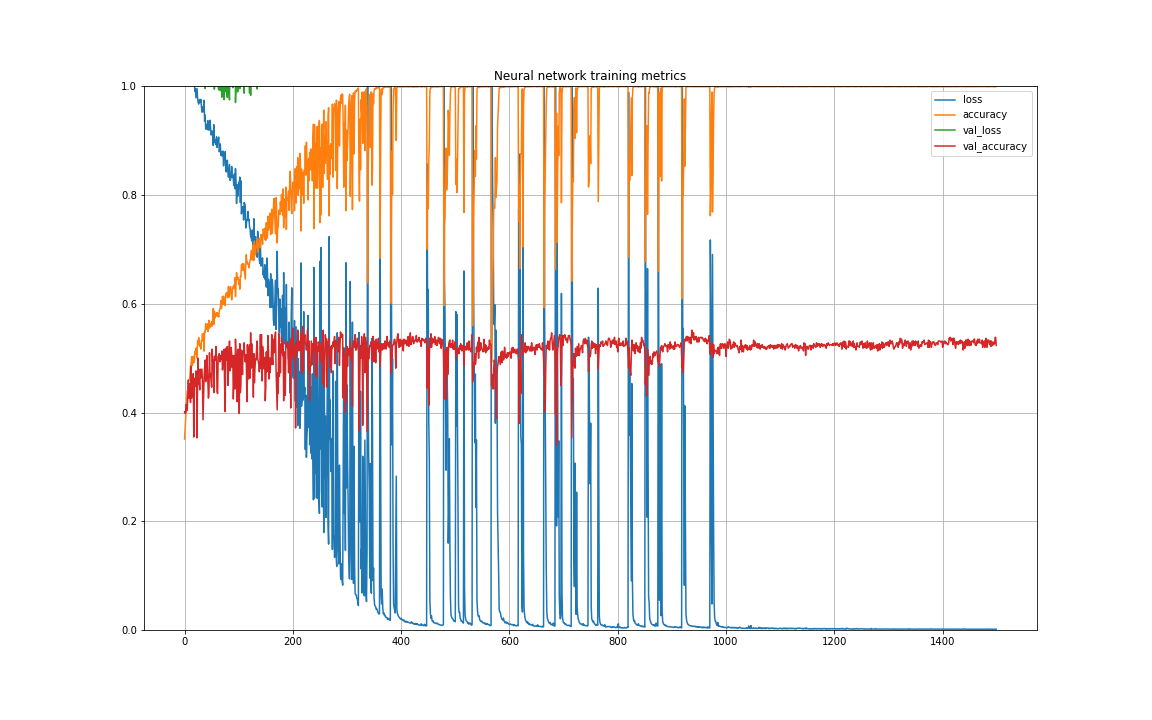 Neural network training metrics
1.0
0.8
0.6
0.4
0.2
0.0
0 200 400 600 800 1000 1200 1400
loss
accuracy
val_loss
val_accuracy